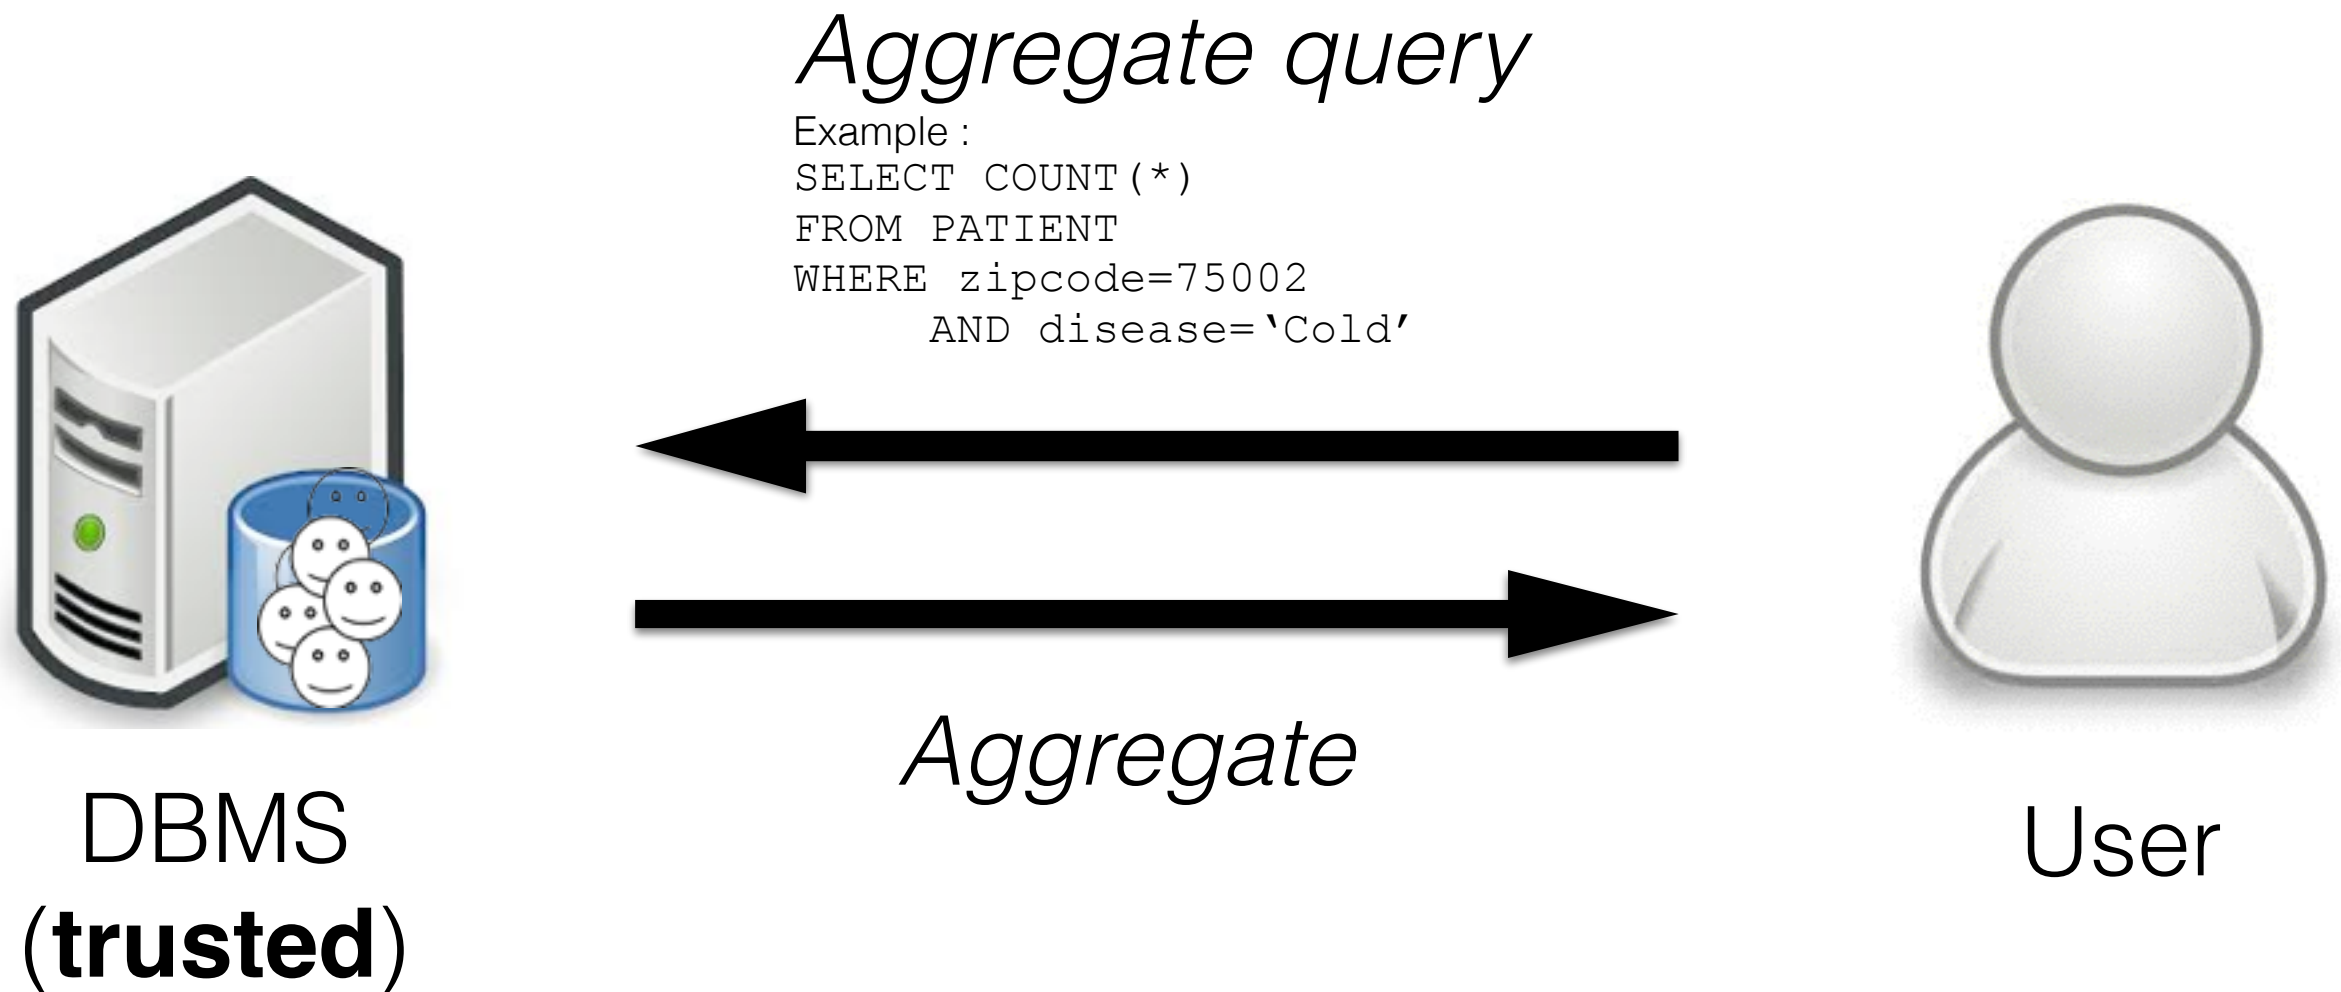 Aggregate query
Example :
SELECT COUNT(*)
FROM PATIENT
WHERE zipcode=75002
AND disease=‘Cold’
Aggregate
DBMS
(trusted)
User